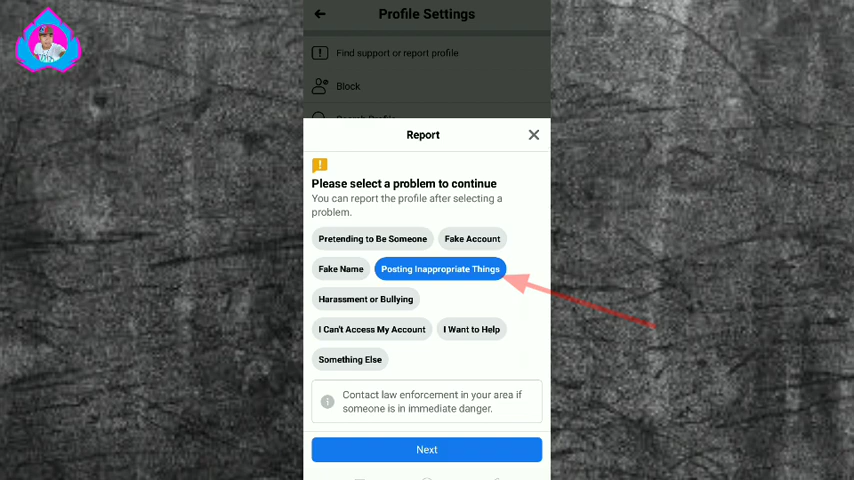 Profile Settings
Find support or report profile
Block
Search Profile
Report
Please select a problem to continue
You can report the profile after selecting a
problem.
Pretending to Be Someone
Fake Account
Fake Name
Posting Inappropriate Things
Harassment or Bullying
I Can't Access My Account
I Want to Help
Something Else
Contact law enforcement in your area if
someone is in immediate danger.
Next